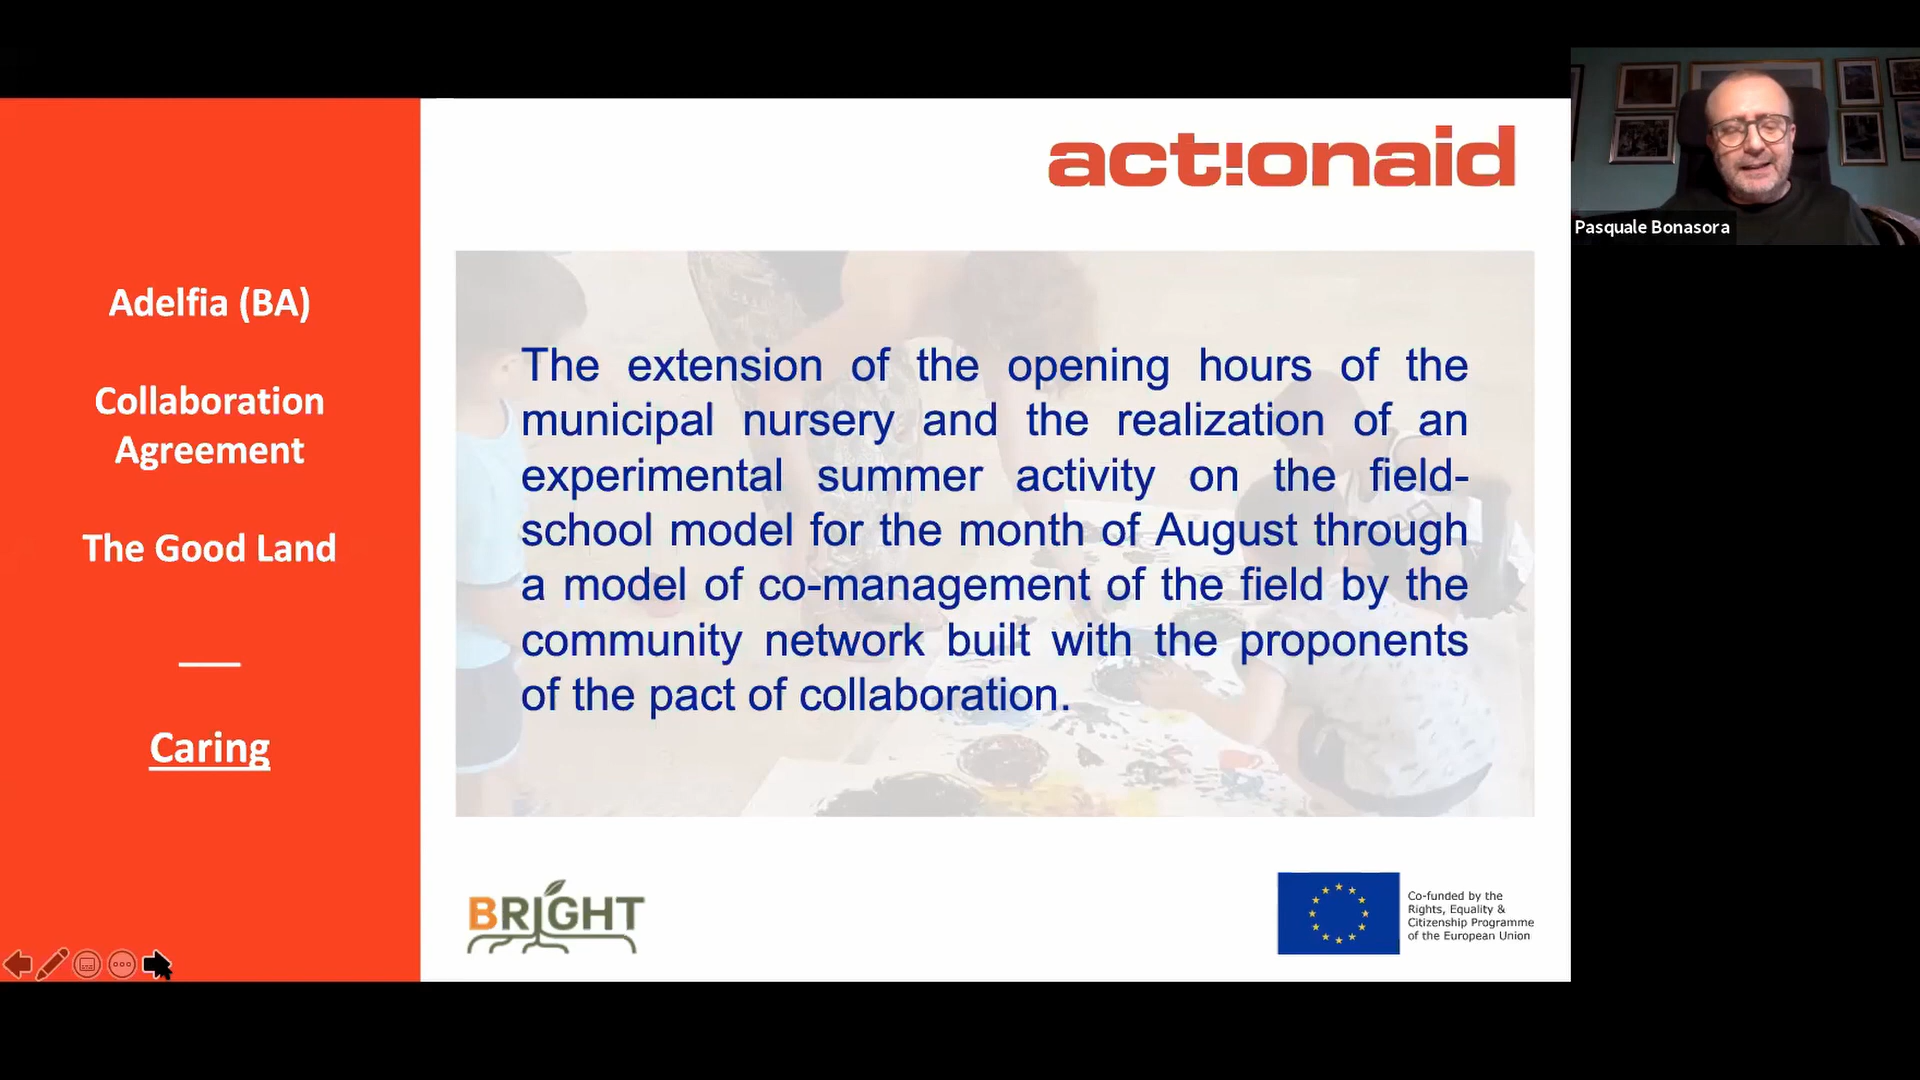 Adelfia (BA)
Collaboration
Agreement
The Good Land
Caring
act!onaid
The extension of the opening hours of the
municipal nursery and the realization of an
experimental summer activity on the field-
school model for the month of August through
a model of co-management of the field by the
community network built with the proponents
of the pact of collaboration.
BRIGHT
Co-funded by the
Rights, Equality &
Citizenship Programme
of the European Union
Pasquale Bonasora